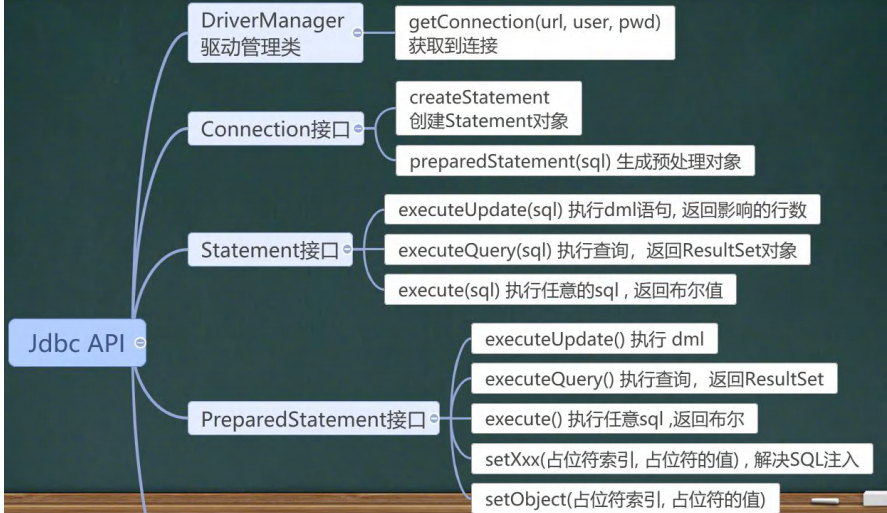 DriverManager
驱动管理类
getConnection(url, user, pwd)
获取到连接
Connection接口
createStatement
创建Statement对象
preparedStatement(sql) 生成预处理对象
Statement接口
executeUpdate(sql) 执行dml语句, 返回影响的行数
executeQuery(sql) 执行查询，返回ResultSet对象
execute(sql) 执行任意的sql , 返回布尔值
Jdbc API
PreparedStatement接口
executeUpdate() 执行 dml
executeQuery() 执行查询，返回ResultSet
execute() 执行任意sql ,返回布尔
setXxx(占位符索引, 占位符的值) , 解决SQL注入
setObject(占位符索引, 占位符的值)